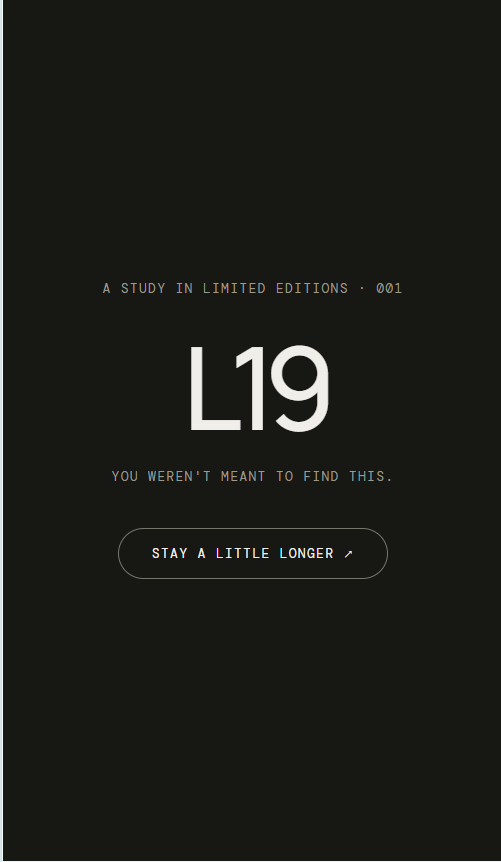 A STUDY IN LIMITED EDITIONS · 001
L19
YOU WEREN'T MEANT TO FIND THIS.
STAY A LITTLE LONGER ↗